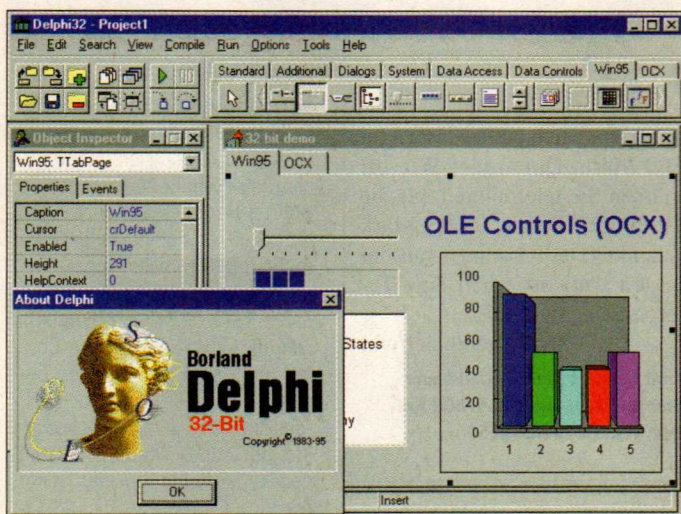 Delphi32 - Project1
File Edit Search View Compile Run Options Tools Help
Standard Additional Dialogs System Data Access Data Controls Win95 OCX
Object Inspector
Win95: TTabPage
Properties Events
Caption Win95
Cursor crDefault
Enabled True
Height 291
HelpContext 0
32 bit demo
Win95 OCX
OLE Controls (OCX)
100
80
60
40
20
0
1 2 3 4 5
States
About Delphi
S
Q
L
Borland
Delphi
32-Bit
Copyright© 1983-95
OK
Insert